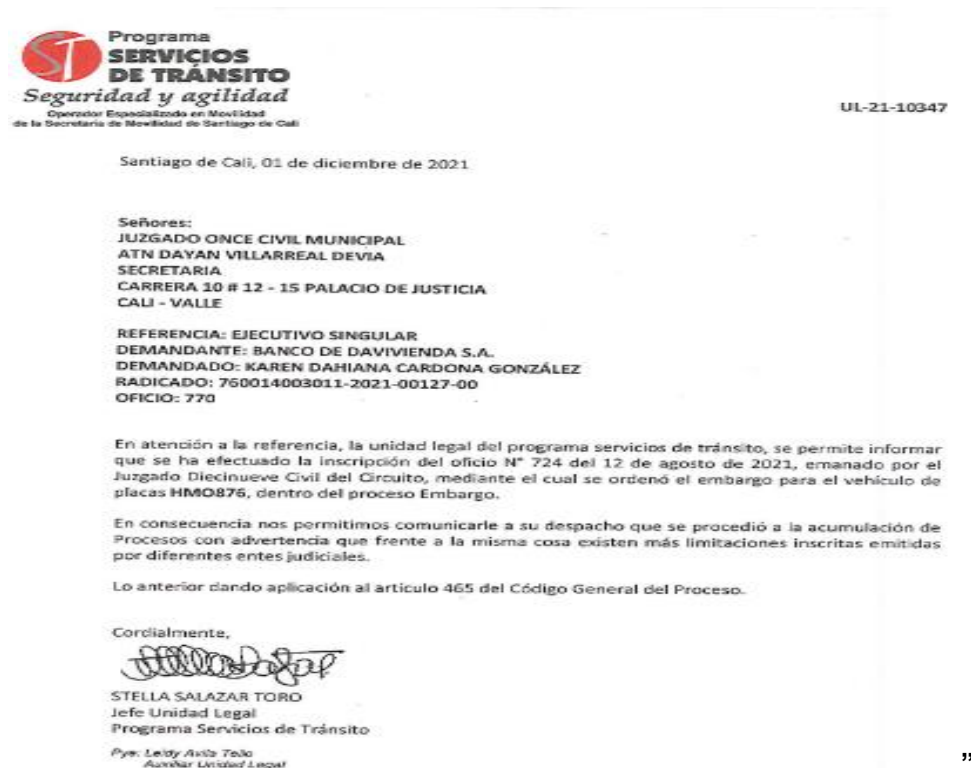 Programa
SERVICIOS
DE TRÁNSITO
Seguridad y agilidad
Operador Especializado en Movilidad
de la Secretaría de Movilidad de Santiago de Cali
UL-21-10347
Santiago de Cali, 01 de diciembre de 2021
Señores:
JUZGADO ONCE CIVIL MUNICIPAL
ATN DAYAN VILLARREAL DEVIA
SECRETARIA
CARRERA 10 # 12 - 15 PALACIO DE JUSTICIA
CALI - VALLE
REFERENCIA: EJECUTIVO SINGULAR
DEMANDANTE: BANCO DE DAVIVIENDA S.A.
DEMANDADO: KAREN DAHIANA CARDONA GONZÁLEZ
RADICADO: 760014003011-2021-00127-00
OFICIO: 770
En atención a la referencia, la unidad legal del programa servicios de tránsito, se permite informar
que se ha efectuado la inscripción del oficio N° 724 del 12 de agosto de 2021, emanado por el
Juzgado Diecinueve Civil del Circuito, mediante el cual se ordenó el embargo para el vehículo de
placas HMO876, dentro del proceso Embargo.
En consecuencia nos permitimos comunicarle a su despacho que se procedió a la acumulación de
Procesos con advertencia que frente a la misma cosa existen más limitaciones inscritas emitidas
por diferentes entes judiciales.
Lo anterior dando aplicación al artículo 465 del Código General del Proceso.
Cordialmente,
STELLA SALAZAR TORO
Jefe Unidad Legal
Programa Servicios de Tránsito
Pye: Leidy Avila Tello
Auxiliar Unidad Legal
”